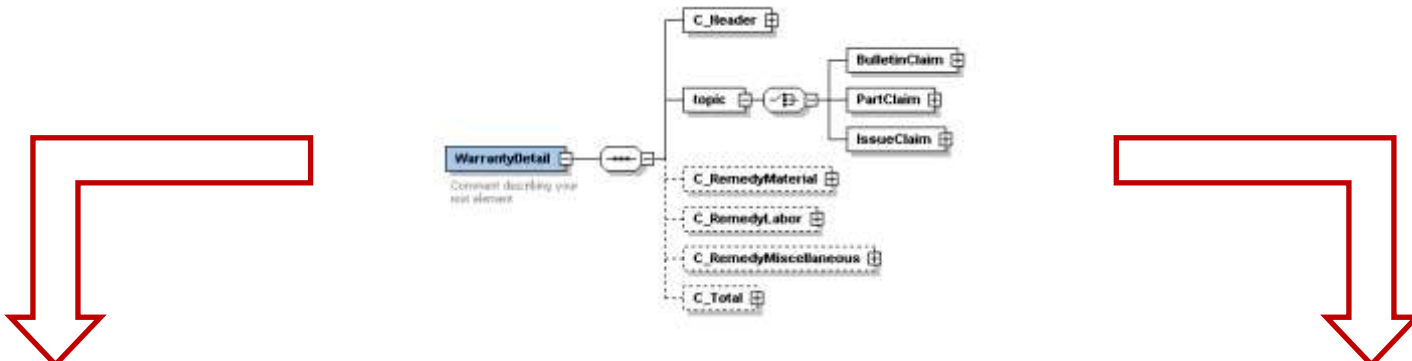 C_Header
BulletinClaim
topic
PartClaim
IssueClaim
WarrantyDetail
Comment describing your
root element
C_RemedyMaterial
C_RemedyLabor
C_RemedyMiscellaneous
C_Total